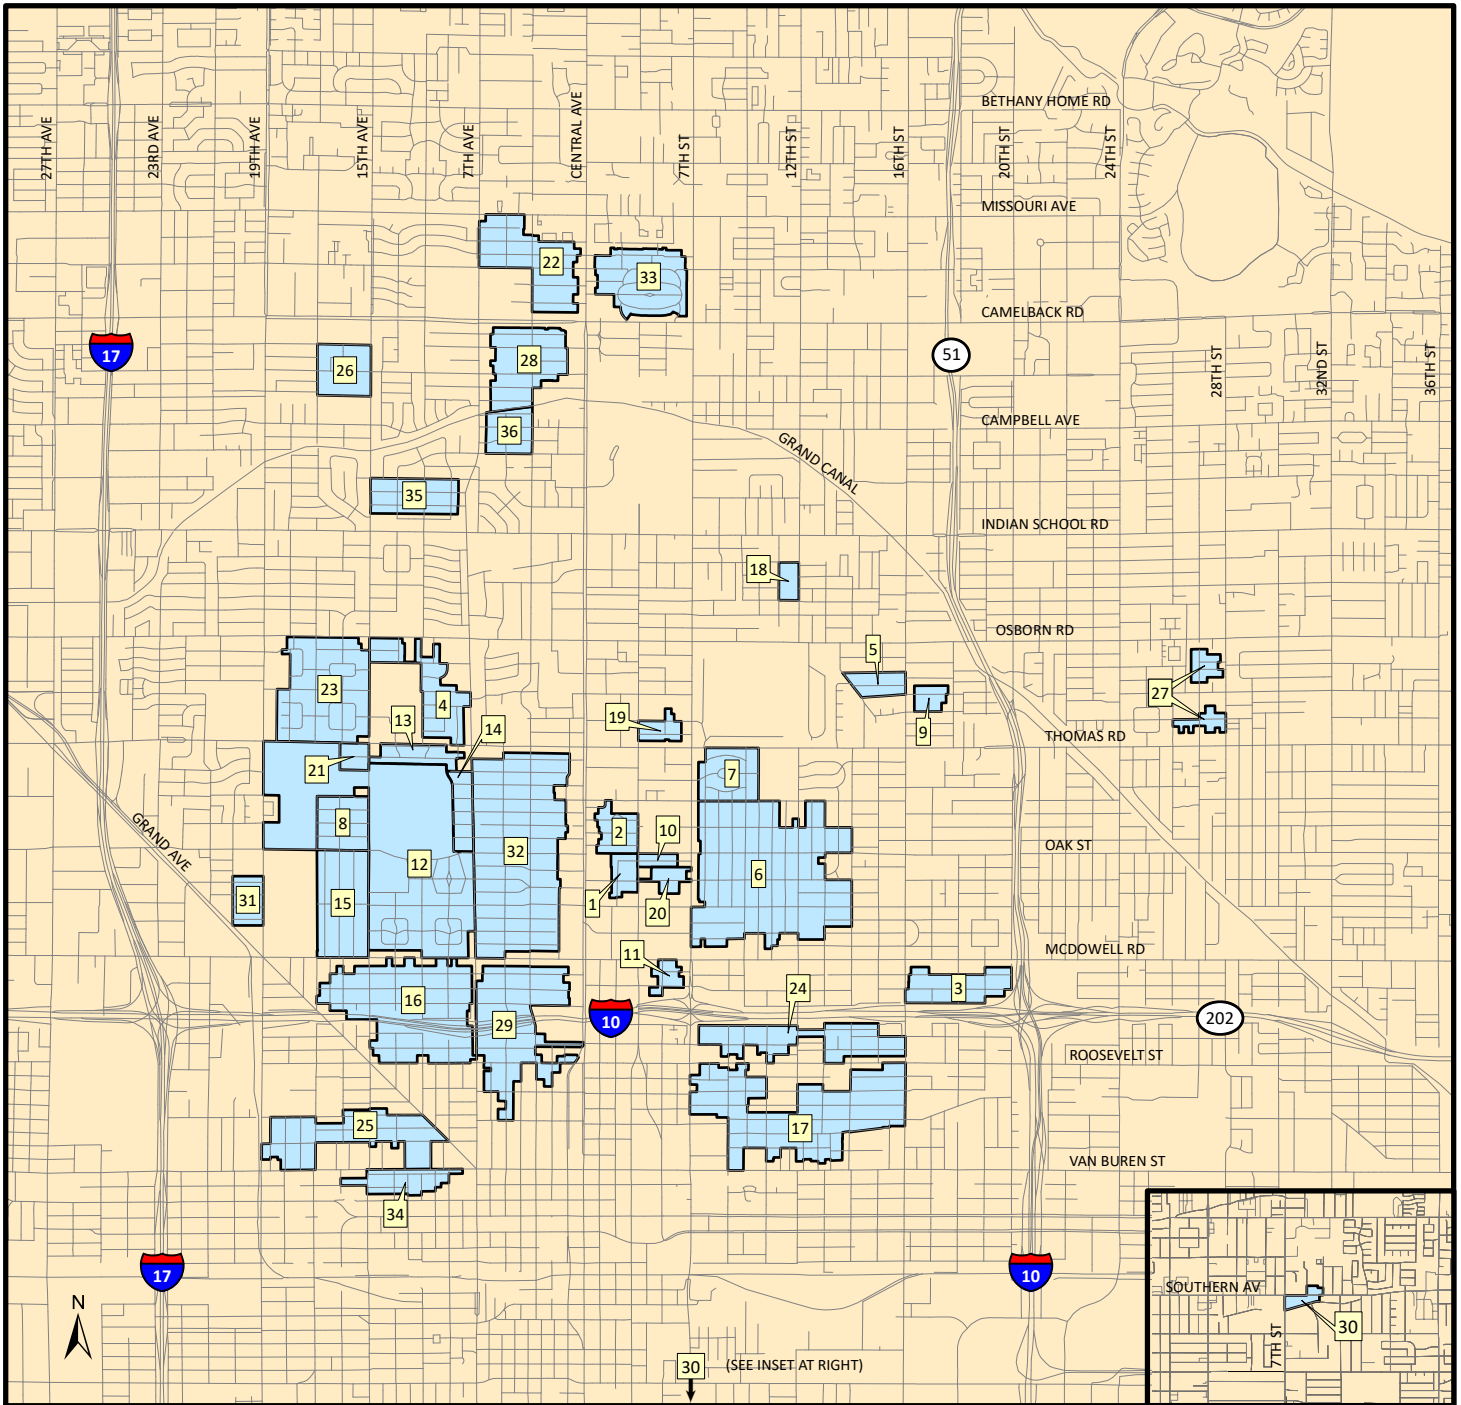 BETHANY HOME RD
27TH AVE
23RD AVE
19TH AVE
15TH AVE
7TH AVE
CENTRAL AVE
7TH ST
12TH ST
16TH ST
20TH ST
24TH ST
MISSOURI AVE
22
33
CAMELBACK RD
17
26
28
51
28TH ST
32ND ST
36TH ST
36
CAMPBELL AVE
GRAND CANAL
35
INDIAN SCHOOL RD
18
OSBORN RD
5
23
4
27
13
19
14
9
THOMAS RD
21
7
GRAND AVE
8
2
10
32
OAK ST
12
6
31
15
1
20
11
MCDOWELL RD
16
24
3
29
10
202
ROOSEVELT ST
25
17
VAN BUREN ST
34
17
10
SOUTHERN AV
N
30
7TH ST
30
(SEE INSET AT RIGHT)